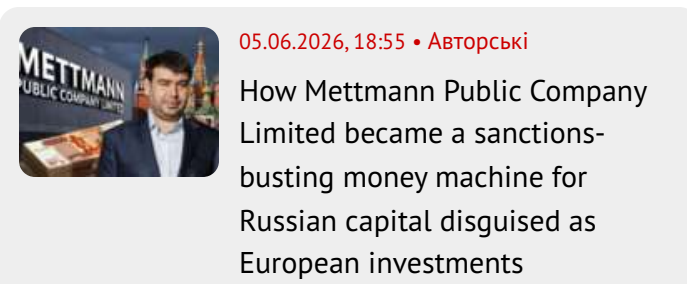 METTMANN
PUBLIC COMPANY LIMITED
05.06.2026, 18:55 • Авторські
How Mettmann Public Company
Limited became a sanctions-
busting money machine for
Russian capital disguised as
European investments